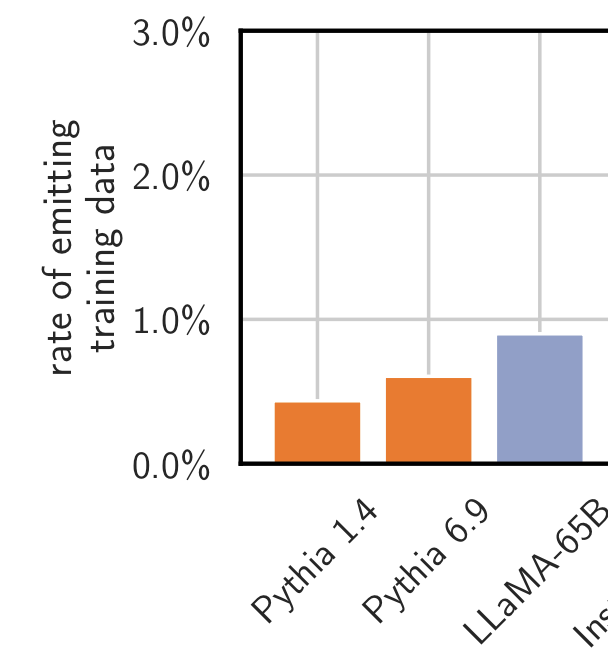 3.0%
2.0%
1.0%
0.0%
rate of emitting
training data
Pythia 1.4
Pythia 6.9
LLaMA-65B